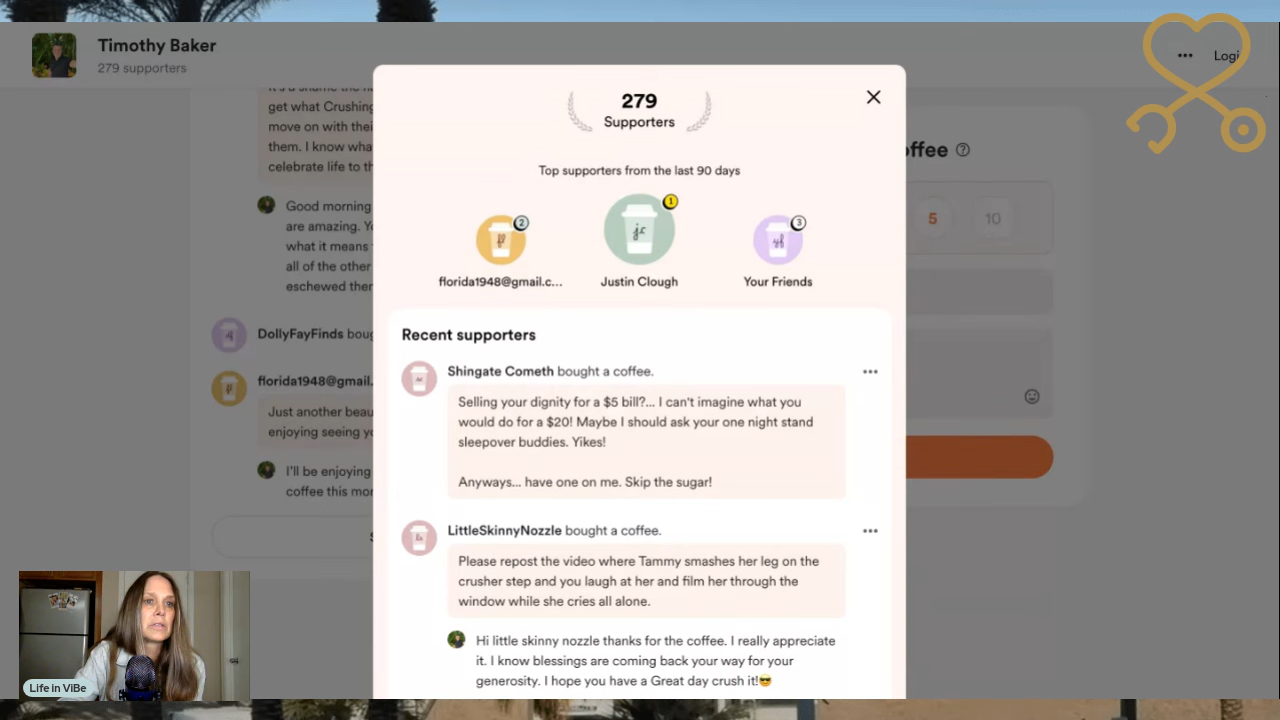 Timothy Baker
279 supporters
Logi
279
Supporters
Top supporters from the last 90 days
2
1
3
jc
florida1948@gmail.c...
Justin Clough
Your Friends
Recent supporters
Shingate Cometh bought a coffee.
Selling your dignity for a $5 bill?... I can't imagine what you
would do for a $20! Maybe I should ask your one night stand
sleepover buddies. Yikes!
Anyways... have one on me. Skip the sugar!
LittleSkinnyNozzle bought a coffee.
Please repost the video where Tammy smashes her leg on the
crusher step and you laugh at her and film her through the
window while she cries all alone.
Hi little skinny nozzle thanks for the coffee. I really appreciate
it. I know blessings are coming back your way for your
generosity. I hope you have a Great day crush it!😎
get what Crushing
move on with thei
them. I know wha
celebrate life to th
Good morning
are amazing. Yo
what it means
all of the other
eschewed then
DollyFayFinds boug
florida1948@gmail.
Just another beau
enjoying seeing yo
I'll be enjoying
coffee this mor
offee
5
10
Life in ViBe